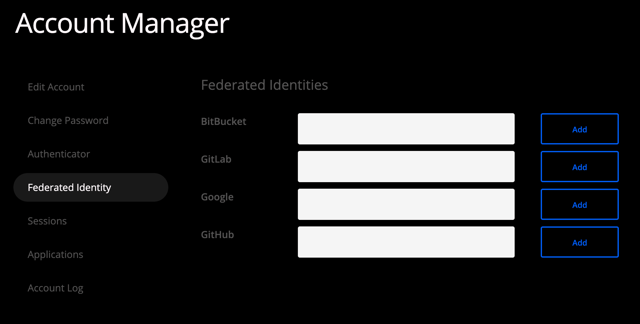 Account Manager
Edit Account
Change Password
Authenticator
Federated Identity
Sessions
Applications
Account Log
Federated Identities
BitBucket
Add
GitLab
Add
Google
Add
GitHub
Add